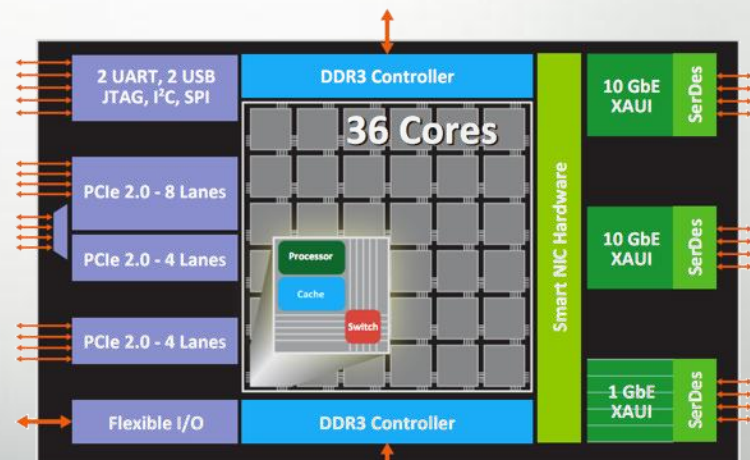 2 UART, 2 USB
JTAG, I²C, SPI
DDR3 Controller
10 GbE
XAUI
SerDes
36 Cores
PCIe 2.0 - 8 Lanes
PCIe 2.0 - 4 Lanes
Processor
Cache
Switch
Smart NIC Hardware
10 GbE
XAUI
SerDes
PCIe 2.0 - 4 Lanes
1 GbE
XAUI
SerDes
Flexible I/O
DDR3 Controller